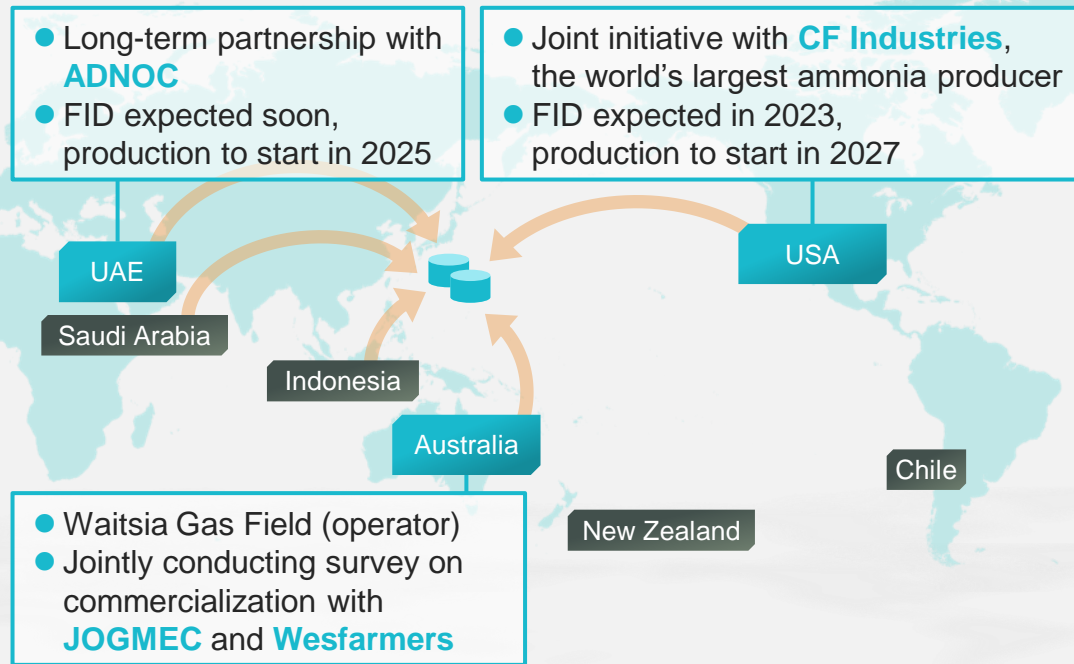 ● Long-term partnership with
ADNOC
● FID expected soon,
production to start in 2025
● Joint initiative with CF Industries,
the world's largest ammonia producer
● FID expected in 2023,
production to start in 2027
UAE
USA
Saudi Arabia
Indonesia
Australia
Chile
New Zealand
● Waitsia Gas Field (operator)
● Jointly conducting survey on
commercialization with
JOGMEC and Wesfarmers